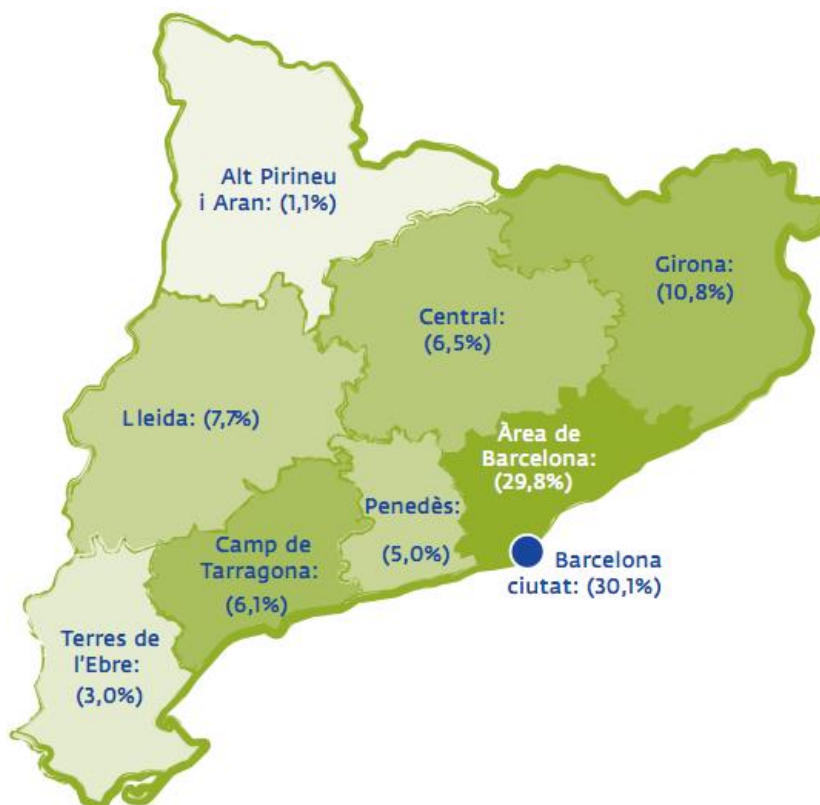 Alt Pirineu
i Aran: (1,1%)
Girona:
(10,8%)
Central:
(6,5%)
Lleida: (7,7%)
Àrea de
Barcelona:
(29,8%)
Penedès:
(5,0%)
Camp de
Tarragona:
(6,1%)
Barcelona
ciutat: (30,1%)
Terres de
l'Ebre:
(3,0%)